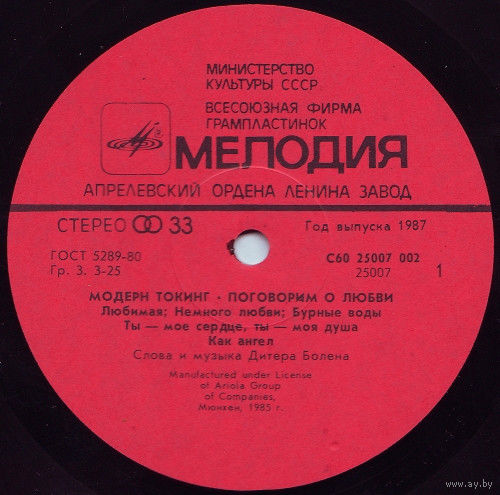 МИНИСТЕРСТВО
КУЛЬТУРЫ СССР
ВСЕСОЮЗНАЯ ФИРМА
ГРАМПЛАСТИНОК
МЕЛОДИЯ
АПРЕЛЕВСКИЙ ОРДЕНА ЛЕНИНА ЗАВОД
СТЕРЕО 33
Год выпуска 1987
ГОСТ 5289-80
С60 25007 002
Гр. 3. 3-25
25007
1
МОДЕРН ТОКИНГ · ПОГОВОРИМ О ЛЮБВИ
Любимая; Немного любви; Бурные воды
Ты — мое сердце, ты — моя душа
Как ангел
Слова и музыка Дитера Болена
Manufactured under License
of Ariola Group
of Companies,
Мюнхен, 1985 г.
www.ay.by